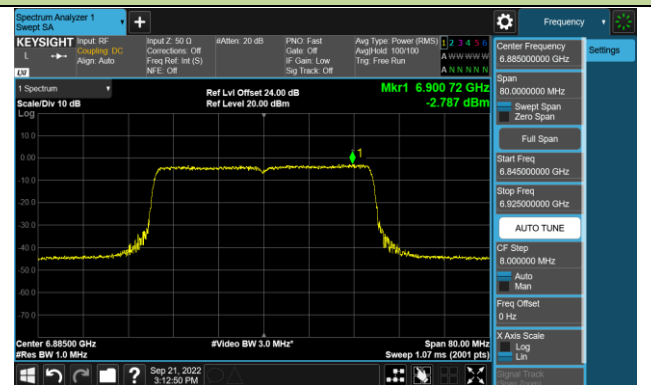 Spectrum Analyzer 1
Swept SA
Frequency
KEYSIGHT
L
LXI
Input: RF
Coupling: DC
Align: Auto
Input Z: 50 Ω
Corrections: Off
Freq Ref: Int (S)
NFE: Off
#Atten: 20 dB
PNO: Fast
Gate: Off
IF Gain: Low
Sig Track: Off
Avg Type: Power (RMS)
Avg|Hold: 100/100
Trig: Free Run
1 2 3 4 5 6
A W W W W W
A N N N N N
Center Frequency
6.885000000 GHz
Settings
1 Spectrum
Scale/Div 10 dB
Log
Ref Lvl Offset 24.00 dB
Ref Level 20.00 dBm
Mkr1 6.900 72 GHz
-2.787 dBm
Span
80.0000000 MHz
Swept Span
Zero Span
Full Span
Start Freq
6.845000000 GHz
Stop Freq
6.925000000 GHz
AUTO TUNE
CF Step
8.000000 MHz
Auto
Man
Freq Offset
0 Hz
X Axis Scale
Log
Lin
Signal Track
(Span Zoom)
10.0
0.00
-10.0
-20.0
-30.0
-40.0
-50.0
-60.0
-70.0
1
Center 6.88500 GHz
#Res BW 1.0 MHz
#Video BW 3.0 MHz*
Span 80.00 MHz
Sweep 1.07 ms (2001 pts)
?
Sep 21, 2022
3:12:50 PM